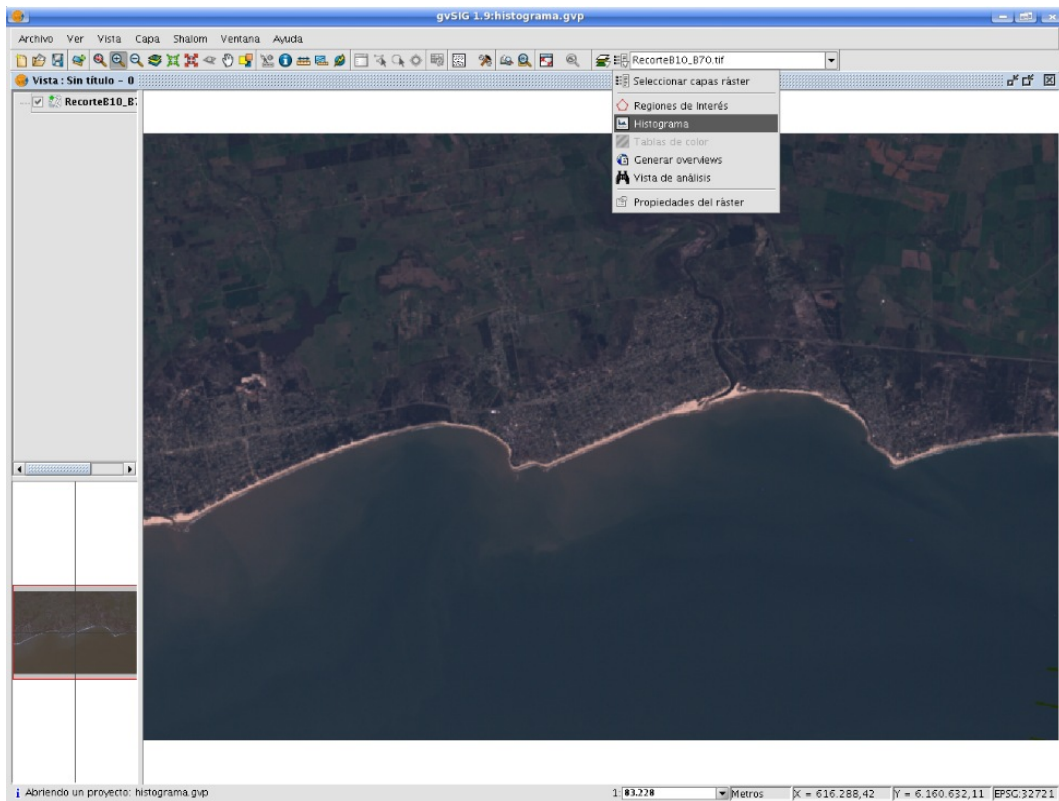 gvSIG 1.9:histograma.gvp
Archivo Ver Vista Capa Shalom Ventana Ayuda
RecorteB10_B70.tif
Vista : Sin título - 0
RecorteB10_B7
Seleccionar capas ráster
Regiones de Interés
Histograma
Tablas de color
Generar overviews
Vista de análisis
Propiedades del ráster
Abriendo un proyecto: histograma.gvp
1: 83.228 Metros X = 616.288,42 Y = 6.160.632,11 EPSG:32721